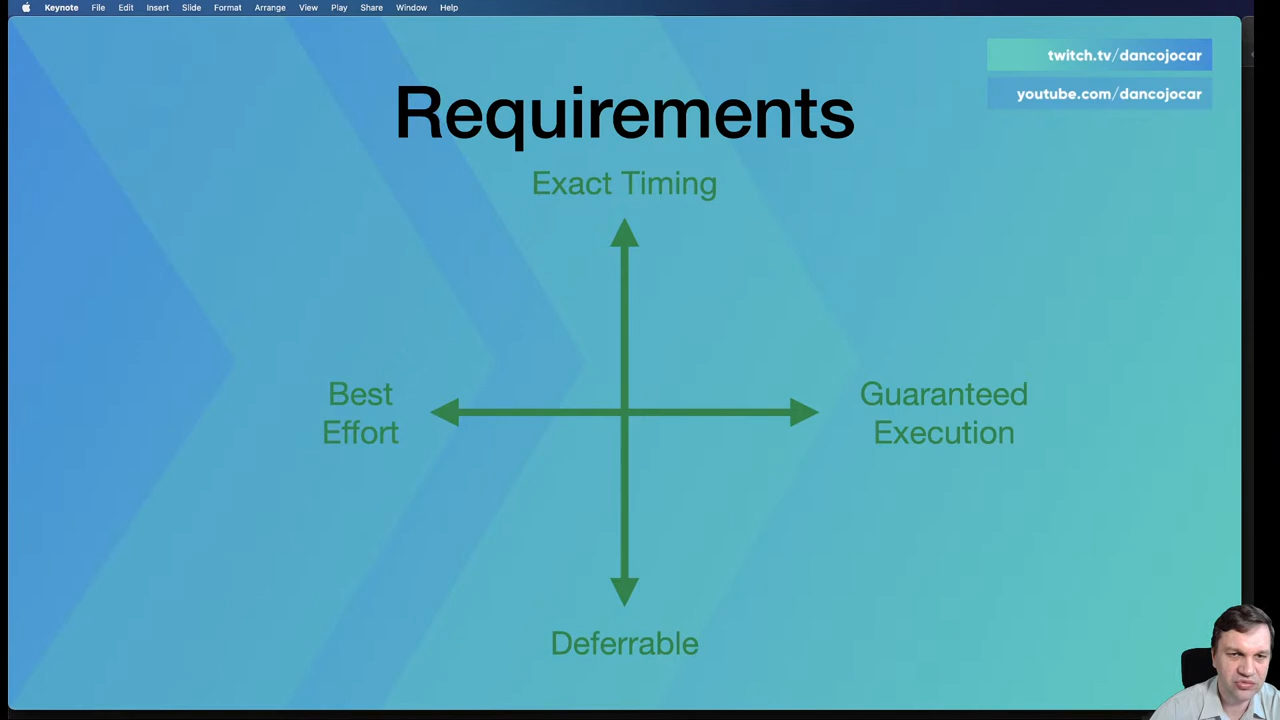 Keynote File Edit Insert Slide Format Arrange View Play Share Window Help
twitch.tv/dancojocar
youtube.com/dancojocar
Requirements
Exact Timing
Best
Effort
Guaranteed
Execution
Deferrable